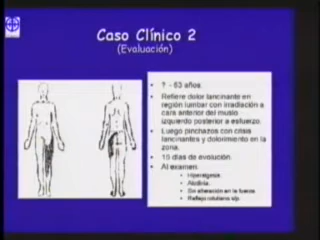 Caso Clínico 2
(Evaluación)
? - 63 años
Refiere dolor lancinante en
región lumbar con irradiación a
cara anterior del muslo
izquierdo posterior a esfuerzo.
Luego pinchazos con crisis
lancinantes y dolorimiento en la
zona.
15 días de evolución.
Al examen:
Hiperalgesia
Alodinia
Sin alteración en la fuerza
Reflejo rotuliano s/p